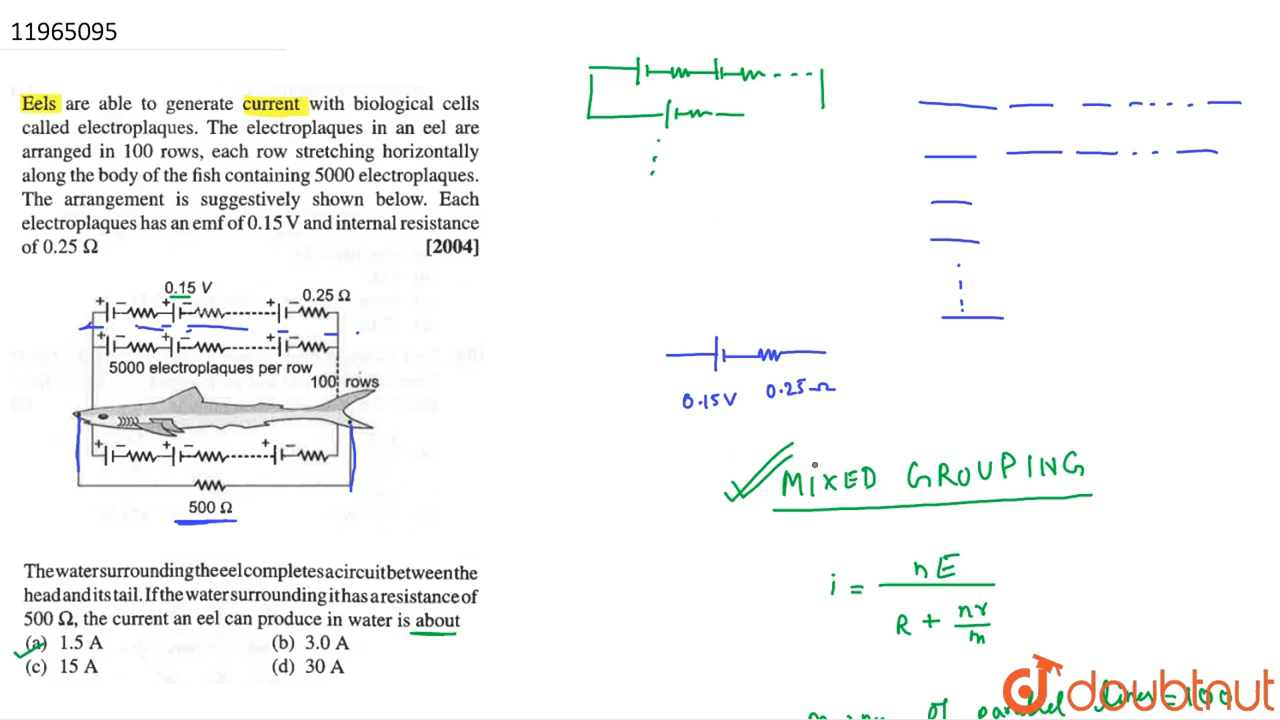 11965095
Eels are able to generate current with biological cells
called electroplaques. The electroplaques in an eel are
arranged in 100 rows, each row stretching horizontally
along the body of the fish containing 5000 electroplaques.
The arrangement is suggestively shown below. Each
electroplaques has an emf of 0.15 V and internal resistance
of 0.25 Ω [2004]
0.15 V 0.25 Ω
5000 electroplaques per row
100 rows
500 Ω
The water surrounding the eel completes a circuit between the
head and its tail. If the water surrounding it has a resistance of
500 Ω, the current an eel can produce in water is about
(a) 1.5 A (b) 3.0 A
(c) 15 A (d) 30 A
0.15V 0.25Ω
MIXED GROUPING
i = nE / R + nr/m
of parallel lines = 100
doubtnut